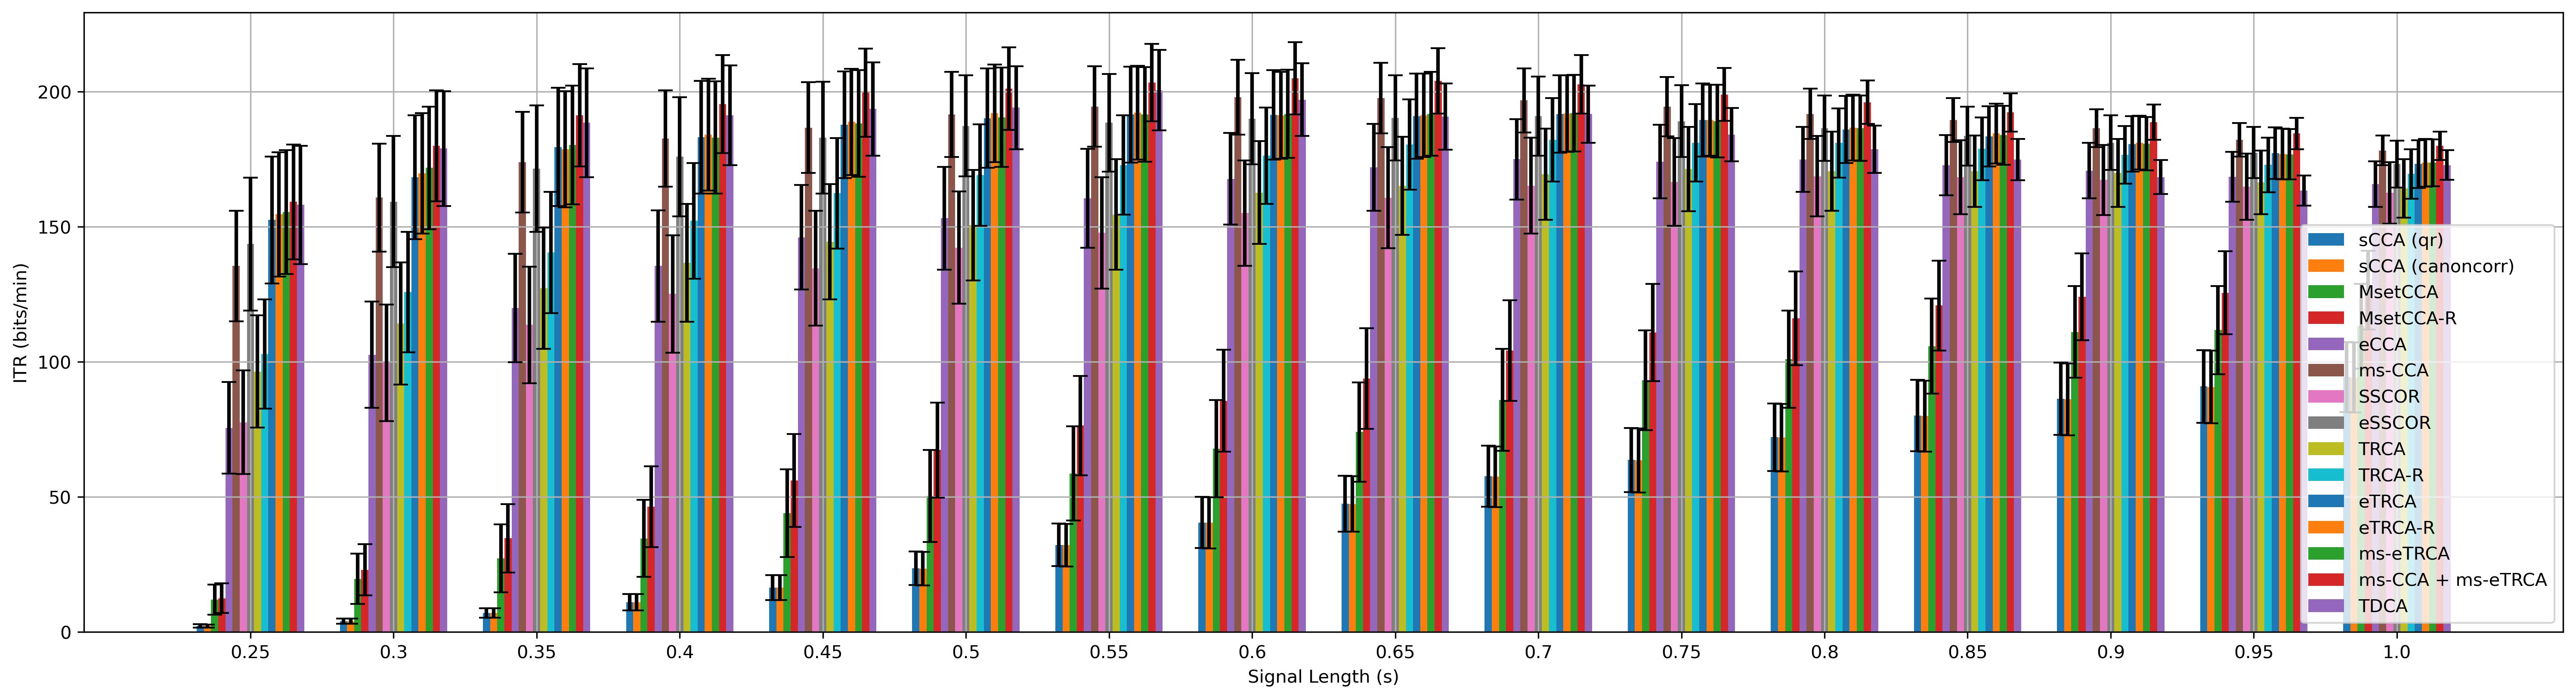 ITR (bits/min)
200
150
100
50
0
0.25 0.3 0.35 0.4 0.45 0.5 0.55 0.6 0.65 0.7 0.75 0.8 0.85 0.9 0.95 1.0
Signal Length (s)
sCCA (qr)
sCCA (canoncorr)
MsetCCA
MsetCCA-R
eCCA
ms-CCA
SSCOR
eSSCOR
TRCA
TRCA-R
eTRCA
eTRCA-R
ms-eTRCA
ms-CCA + ms-eTRCA
TDCA